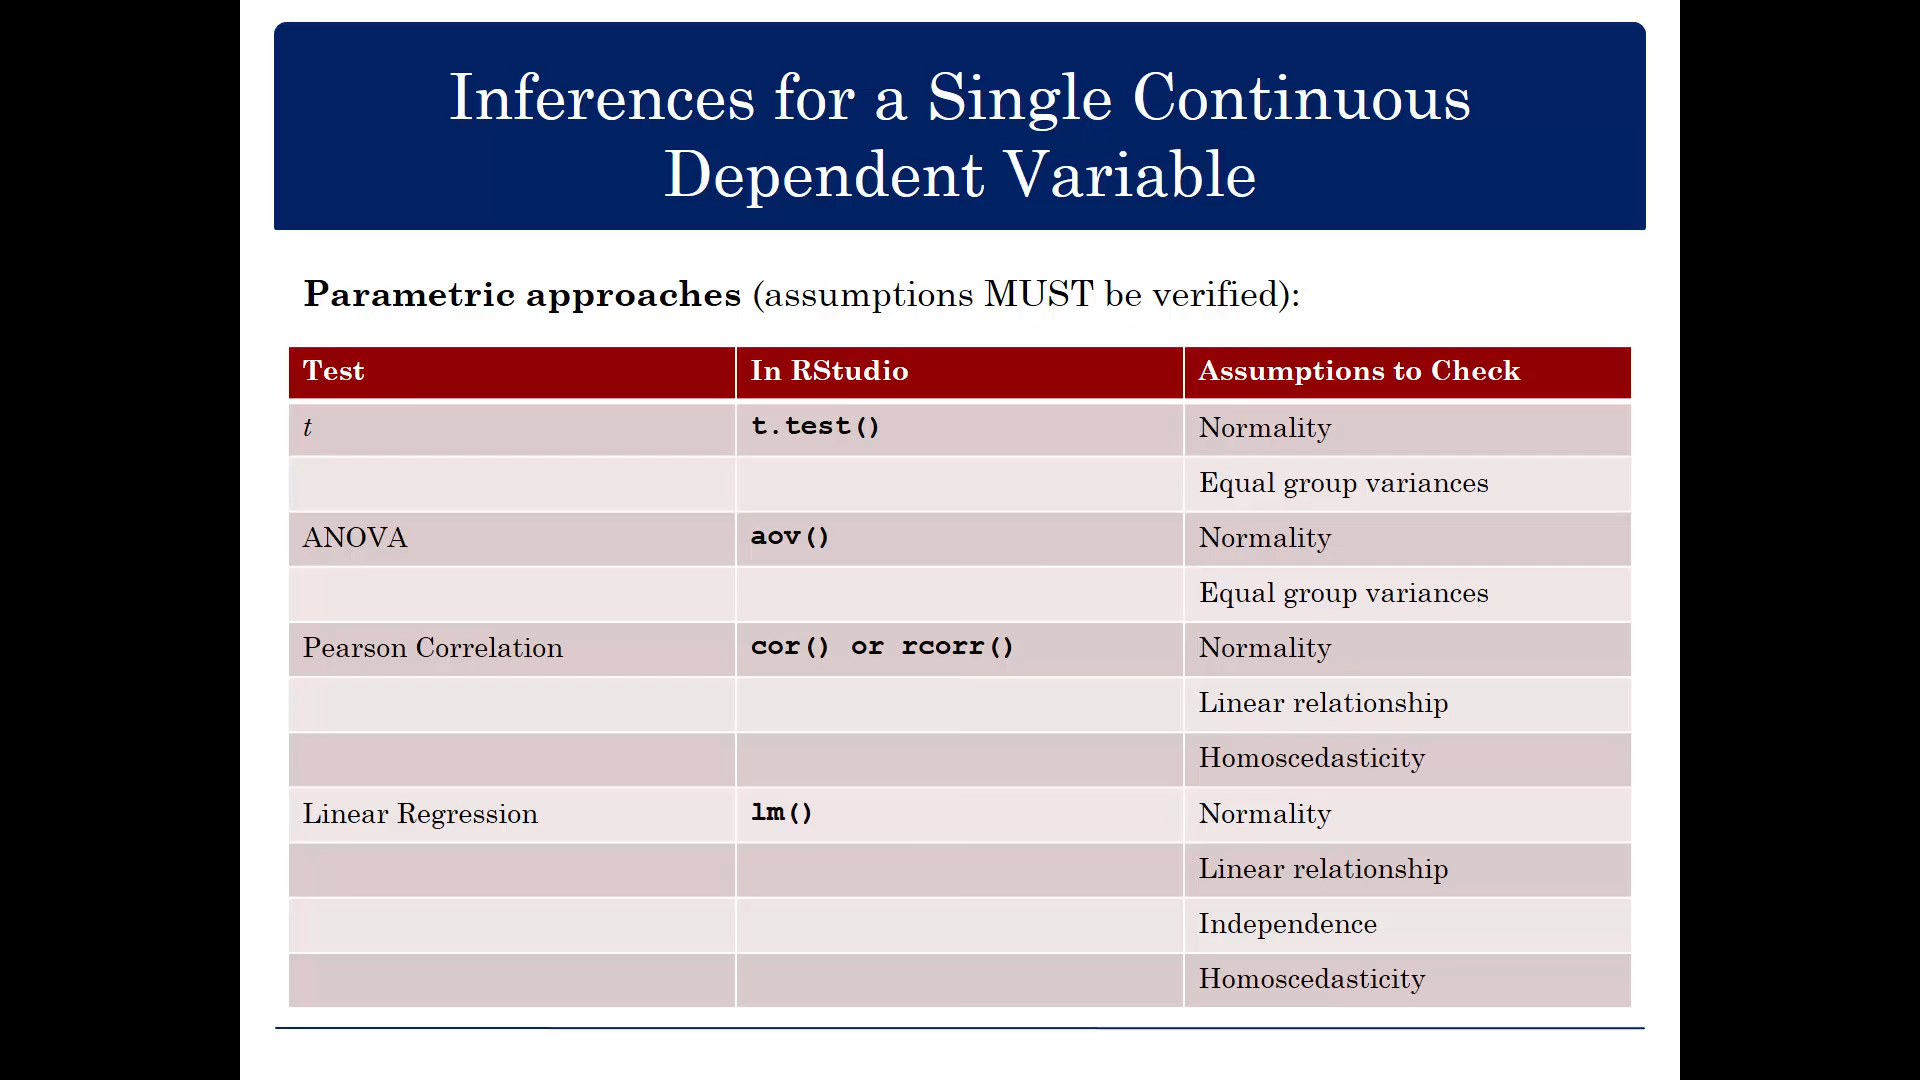 Inferences for a Single Continuous
Dependent Variable
Parametric approaches (assumptions MUST be verified):
Test In RStudio Assumptions to Check
t t.test() Normality
Equal group variances
ANOVA aov() Normality
Equal group variances
Pearson Correlation cor() or rcorr() Normality
Linear relationship
Homoscedasticity
Linear Regression lm() Normality
Linear relationship
Independence
Homoscedasticity